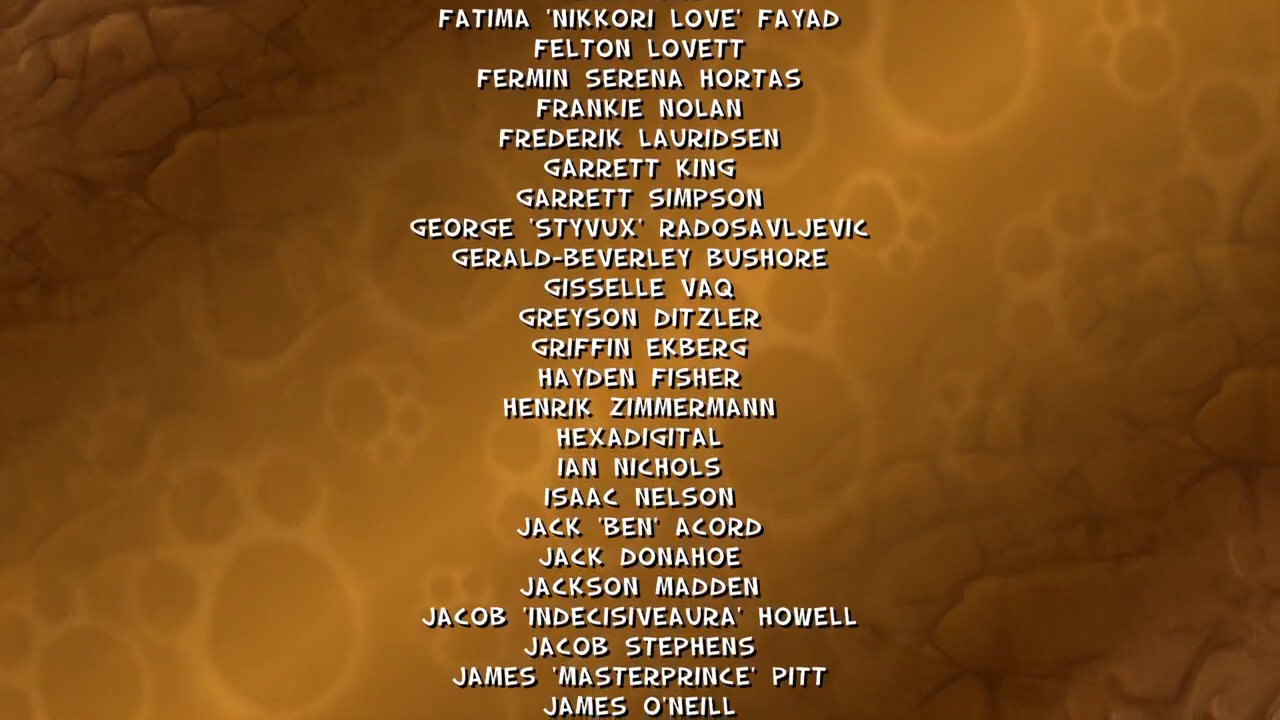 FATIMA 'NIKKORI LOVE' FAYAD
FELTON LOVETT
FERMIN SERENA HORTAS
FRANKIE NOLAN
FREDERIK LAURIDSEN
GARRETT KING
GARRETT SIMPSON
GEORGE 'STYVUX' RADOSAVLJEVIC
GERALD-BEVERLEY BUSHORE
GISSELLE VAQ
GREYSON DITZLER
GRIFFIN EKBERG
HAYDEN FISHER
HENRIK ZIMMERMANN
HEXADIGITAL
IAN NICHOLS
ISAAC NELSON
JACK 'BEN' ACORD
JACK DONAHOE
JACKSON MADDEN
JACOB 'INDECISIVEAURA' HOWELL
JACOB STEPHENS
JAMES 'MASTERPRINCE' PITT
JAMES O'NEILL